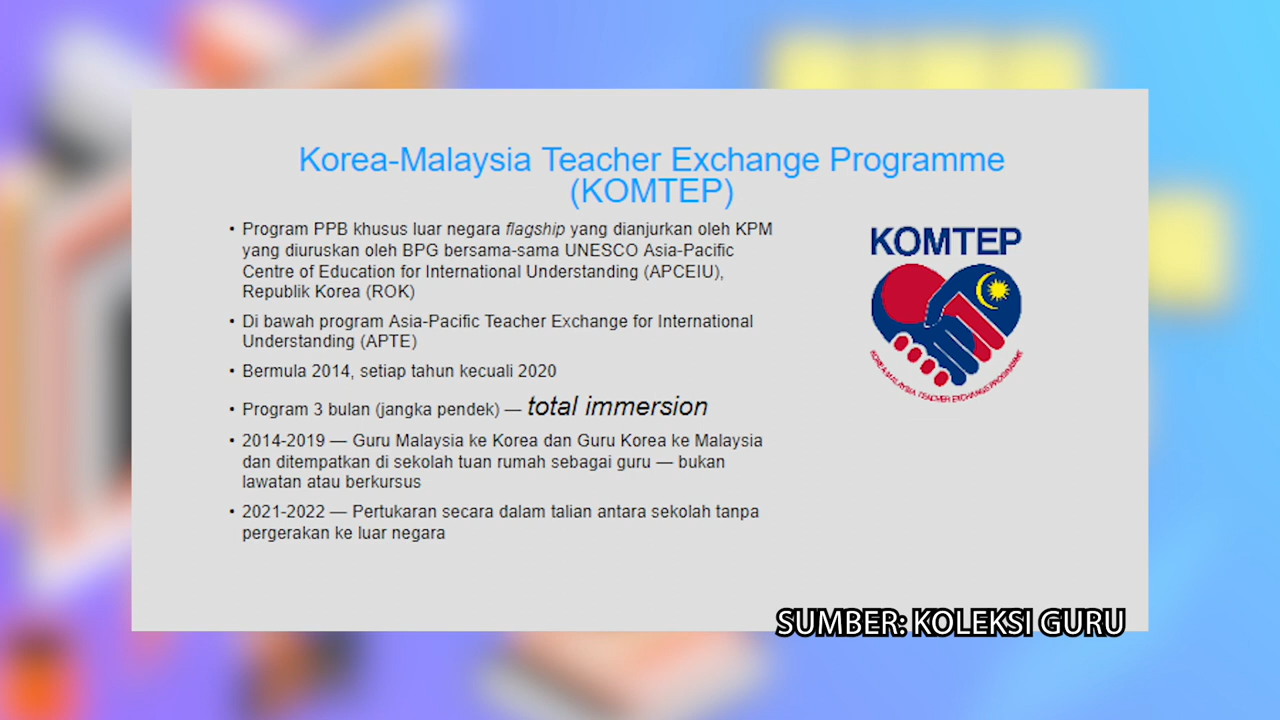 Korea-Malaysia Teacher Exchange Programme
(KOMTEP)
• Program PPB khusus luar negara flagship yang dianjurkan oleh KPM
yang diuruskan oleh BPG bersama-sama UNESCO Asia-Pacific
Centre of Education for International Understanding (APCEIU),
Republik Korea (ROK)
• Di bawah program Asia-Pacific Teacher Exchange for International
Understanding (APTE)
• Bermula 2014, setiap tahun kecuali 2020
• Program 3 bulan (jangka pendek) — total immersion
• 2014-2019 — Guru Malaysia ke Korea dan Guru Korea ke Malaysia
dan ditempatkan di sekolah tuan rumah sebagai guru — bukan
lawatan atau berkursus
• 2021-2022 — Pertukaran secara dalam talian antara sekolah tanpa
pergerakan ke luar negara
KOMTEP
KOREA-MALAYSIA TEACHER EXCHANGE PROGRAMME
SUMBER: KOLEKSI GURU